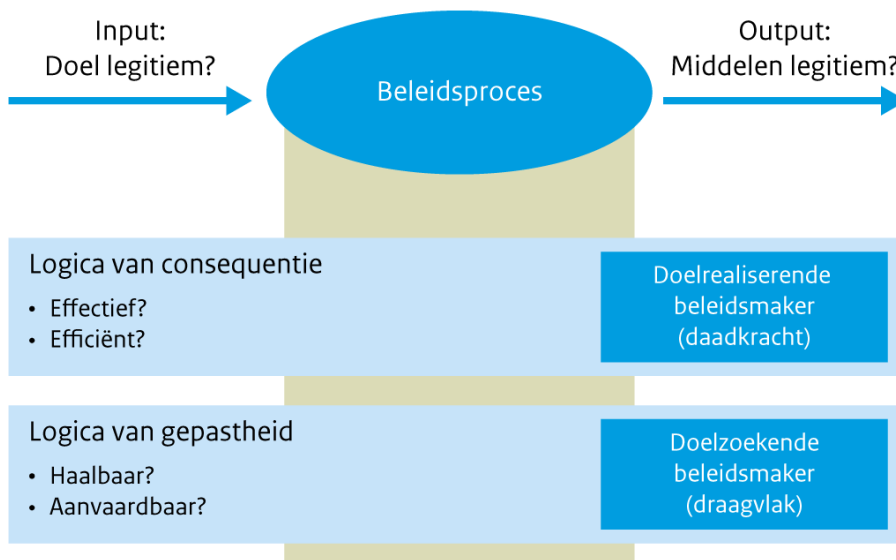 Input:
Doel legitiem?
Beleidsproces
Output:
Middelen legitiem?
Logica van consequentie
• Effectief?
• Efficiënt?
Doelrealiserende
beleidsmaker
(daadkracht)
Logica van gepastheid
• Haalbaar?
• Aanvaardbaar?
Doelzoekende
beleidsmaker
(draagvlak)